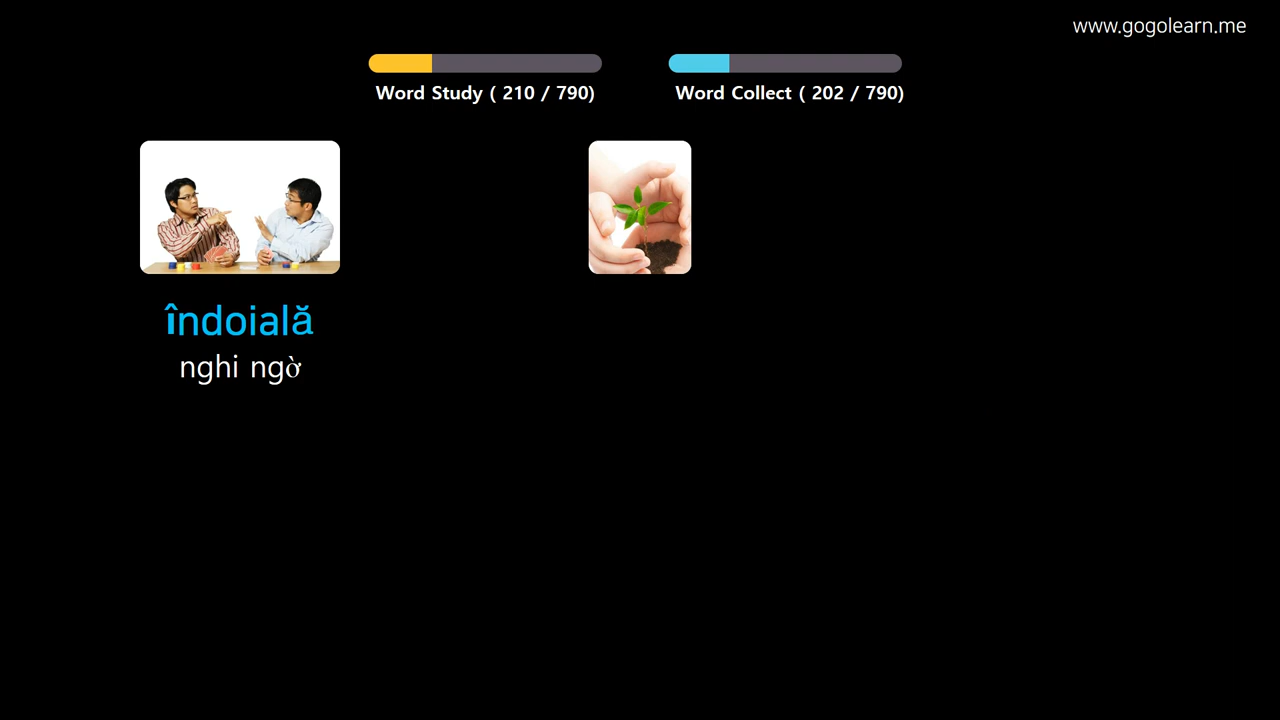 www.gogolearn.me
Word Study ( 210 / 790)
Word Collect ( 202 / 790)
îndoială
nghi ngờ